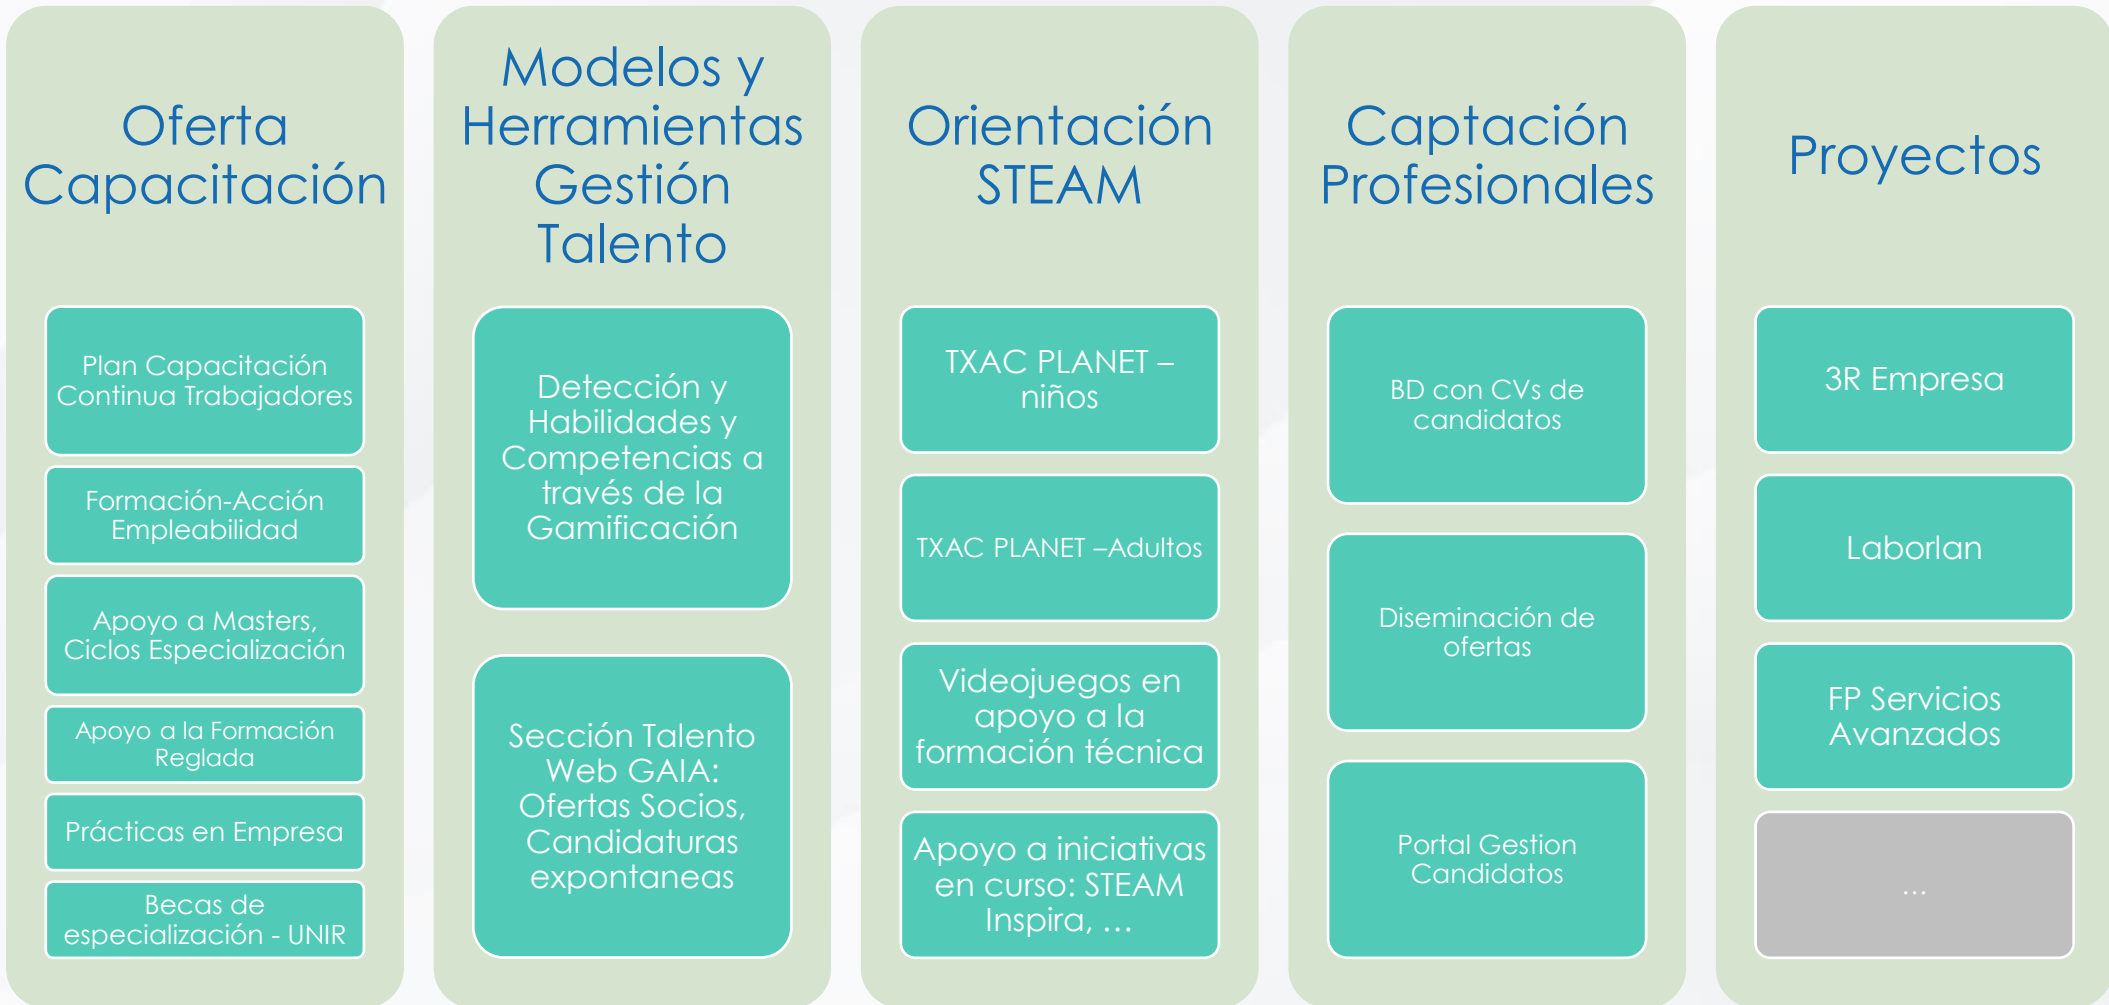 Oferta
Capacitación
Plan Capacitación
Continua Trabajadores
Formación-Acción
Empleabilidad
Apoyo a Masters,
Ciclos Especialización
Apoyo a la Formación
Reglada
Prácticas en Empresa
Becas de
especialización - UNIR
Modelos y
Herramientas
Gestión
Talento
Detección y
Habilidades y
Competencias a
través de la
Gamificación
Sección Talento
Web GAIA:
Ofertas Socios,
Candidaturas
expontaneas
Orientación
STEAM
TXAC PLANET –
niños
TXAC PLANET –Adultos
Videojuegos en
apoyo a la
formación técnica
Apoyo a iniciativas
en curso: STEAM
Inspira, …
Captación
Profesionales
BD con CVs de
candidatos
Diseminación de
ofertas
Portal Gestion
Candidatos
Proyectos
3R Empresa
Laborlan
FP Servicios
Avanzados
…